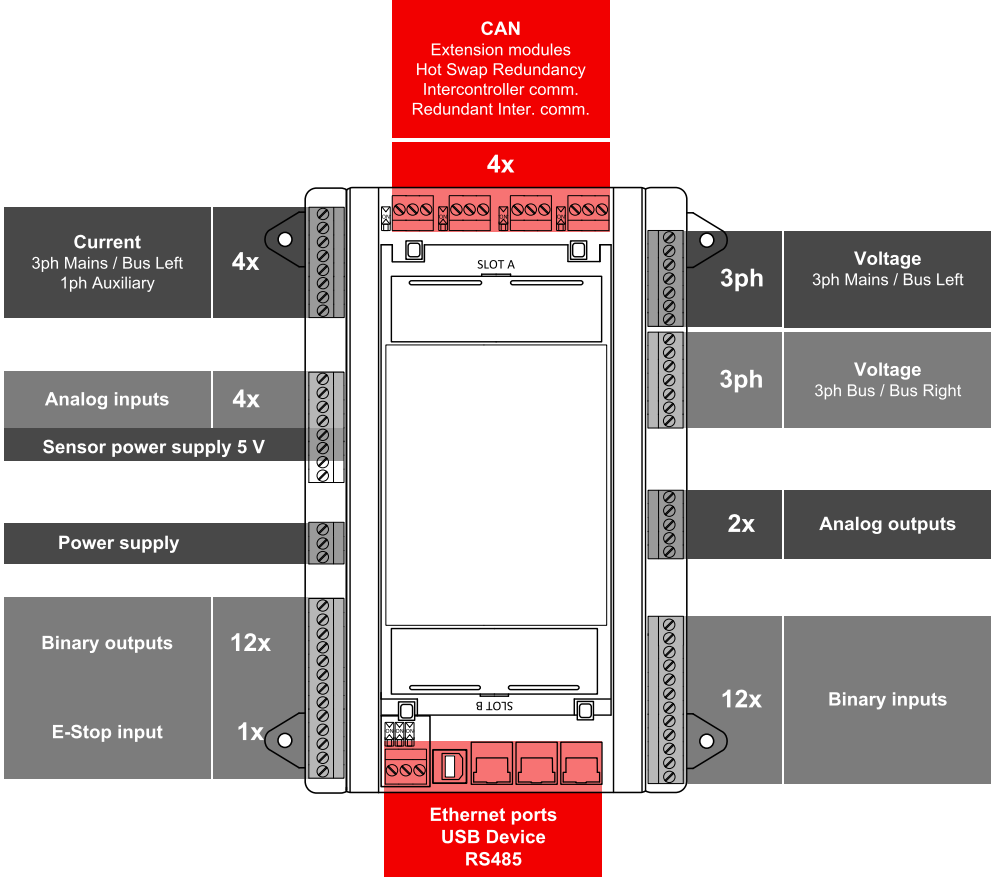 CAN
Extension modules
Hot Swap Redundancy
Intercontroller comm.
Redundant Inter. comm.
4x
Current
3ph Mains / Bus Left
1ph Auxiliary
4x
SLOT A
3ph
Voltage
3ph Mains / Bus Left
Analog inputs
4x
3ph
Voltage
3ph Bus / Bus Right
Sensor power supply 5 V
Power supply
2x
Analog outputs
Binary outputs
12x
E-Stop input
1x
12x
Binary inputs
SLOT B
ON
ON
ON
Ethernet ports
USB Device
RS485